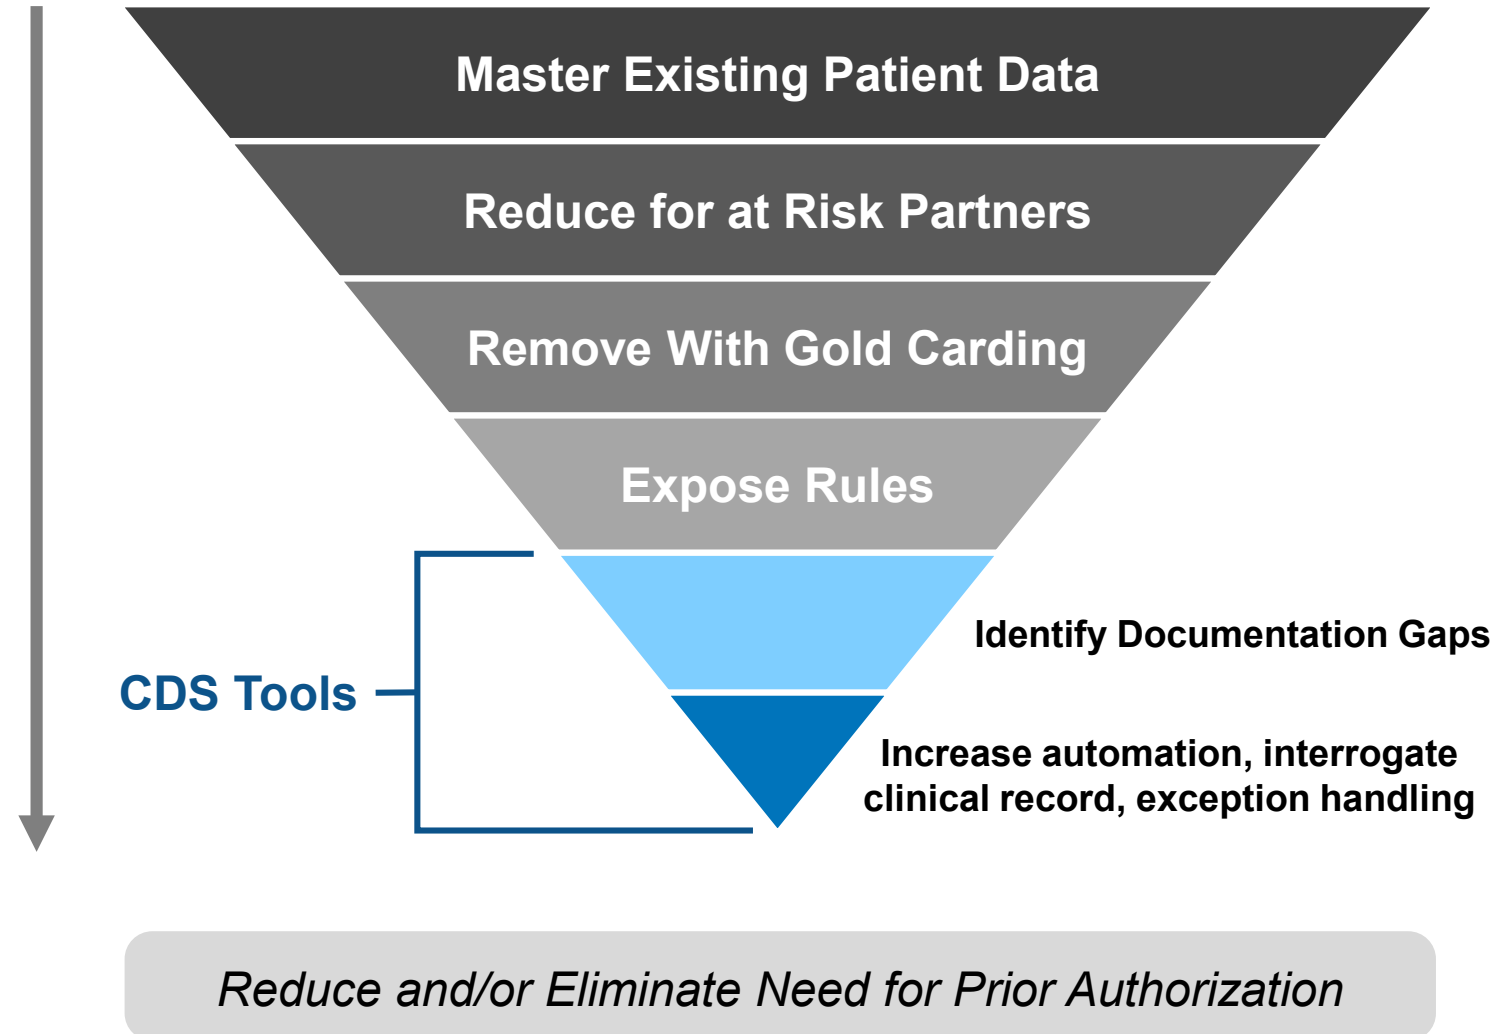 Master Existing Patient Data
Reduce for at Risk Partners
Remove With Gold Carding
Expose Rules
Identify Documentation Gaps
CDS Tools
Increase automation, interrogate
clinical record, exception handling
Reduce and/or Eliminate Need for Prior Authorization